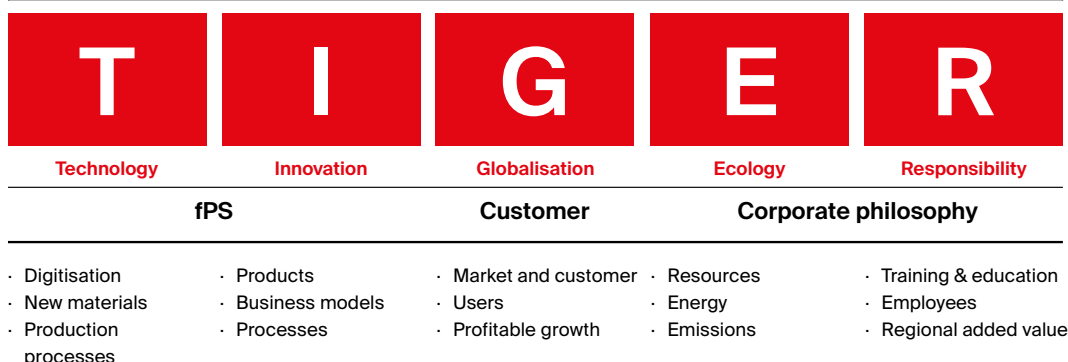 T I G E R
Technology Innovation Globalisation Ecology Responsibility
fPS Customer Corporate philosophy
· Digitisation
· New materials
· Production
processes
· Products
· Business models
· Processes
· Market and customer
· Users
· Profitable growth
· Resources
· Energy
· Emissions
· Training & education
· Employees
· Regional added value